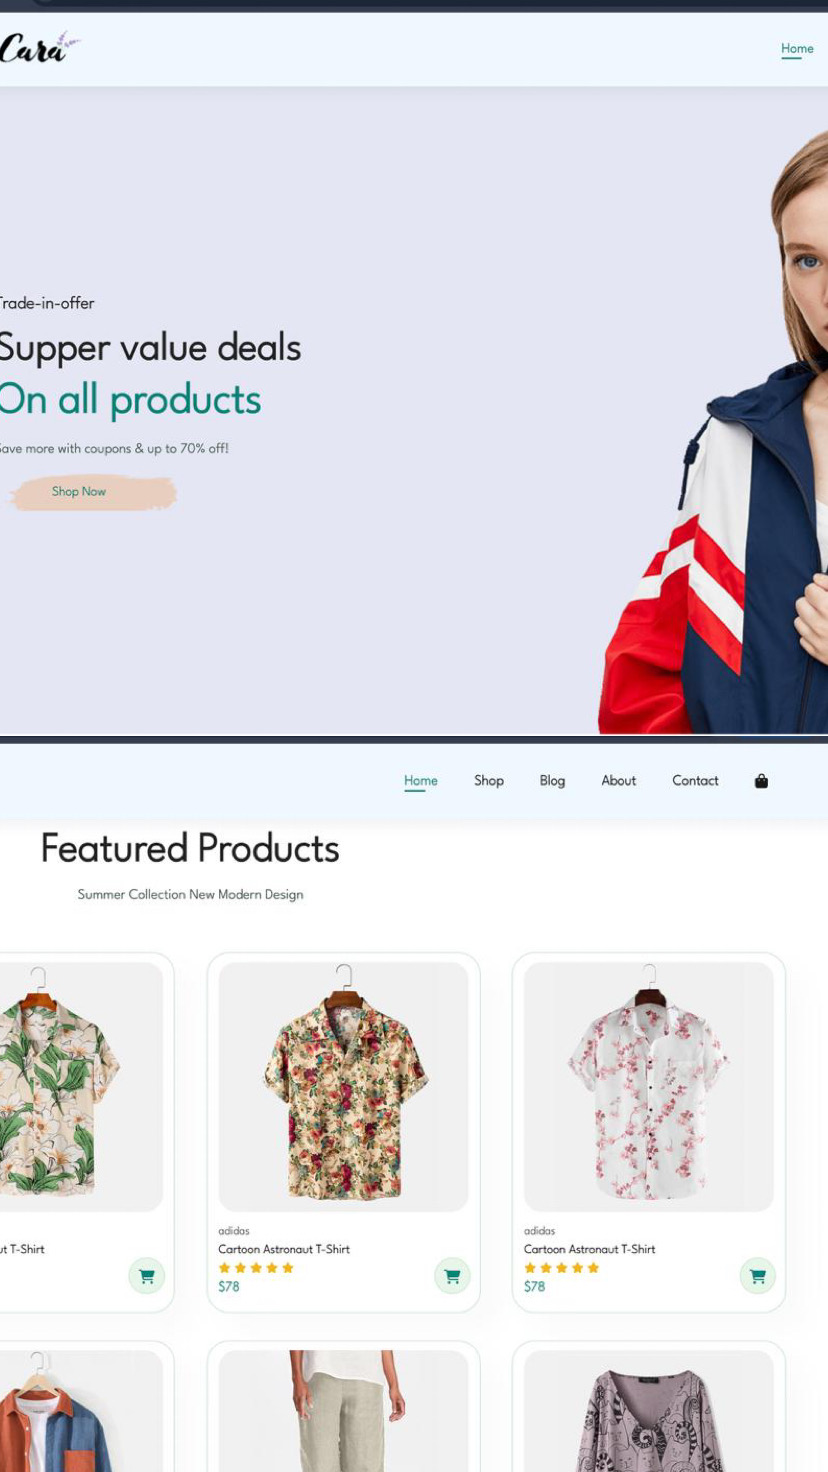 Cara
Home
Trade-in-offer
Supper value deals
On all products
Save more with coupons & up to 70% off!
Shop Now
Home Shop Blog About Contact
Featured Products
Summer Collection New Modern Design
T-Shirt
adidas
Cartoon Astronaut T-Shirt
$78
adidas
Cartoon Astronaut T-Shirt
$78